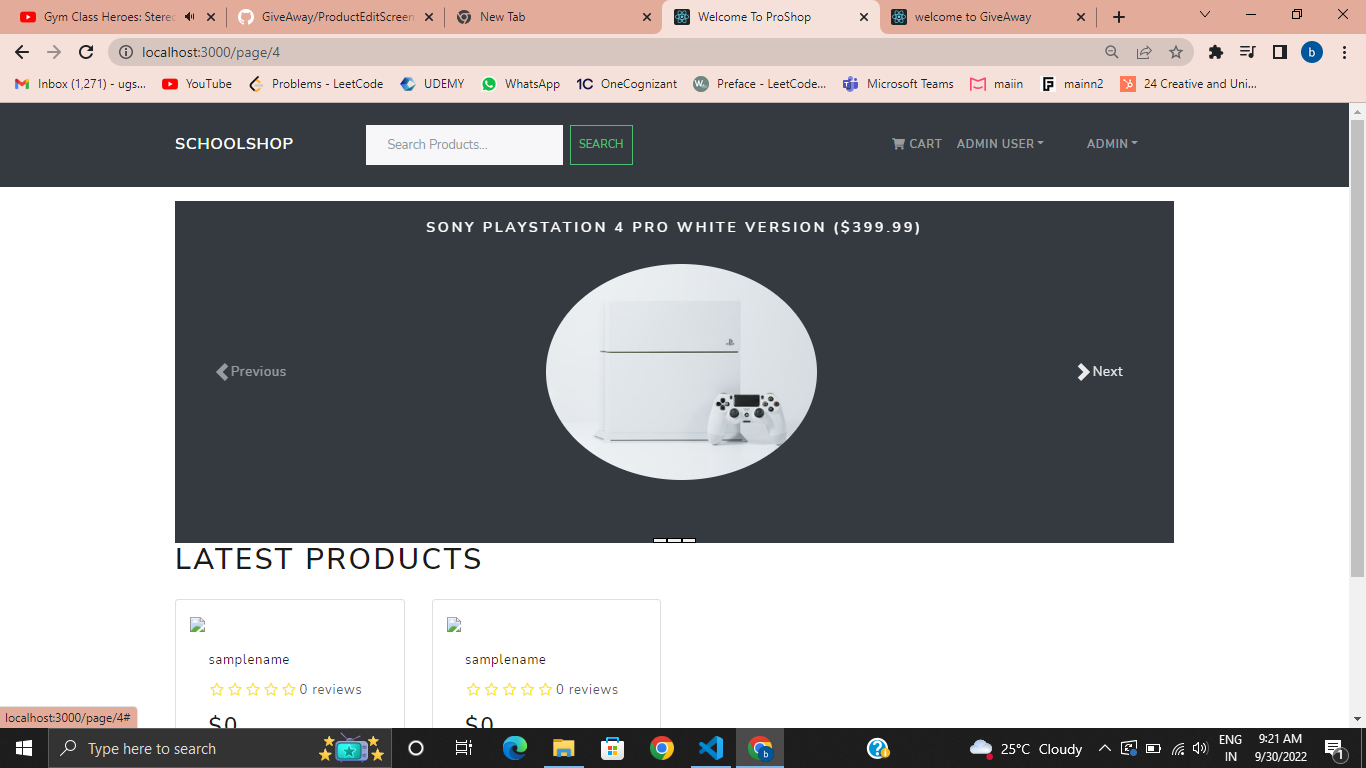 Gym Class Heroes: Stere
GiveAway/ProductEditScreen
New Tab
Welcome To ProShop
welcome to GiveAway
localhost:3000/page/4
b
Inbox (1,271) - ugs...
YouTube
Problems - LeetCode
UDEMY
WhatsApp
1C OneCognizant
Preface - LeetCode...
Microsoft Teams
maiin
mainn2
24 Creative and Uni...
SCHOOLSHOP
Search Products...
SEARCH
CART
ADMIN USER
ADMIN
SONY PLAYSTATION 4 PRO WHITE VERSION ($399.99)
Previous
Next
LATEST PRODUCTS
samplename
0 reviews
$0
samplename
0 reviews
$0
localhost:3000/page/4#
Type here to search
25°C Cloudy
ENG
IN
9:21 AM
9/30/2022
1